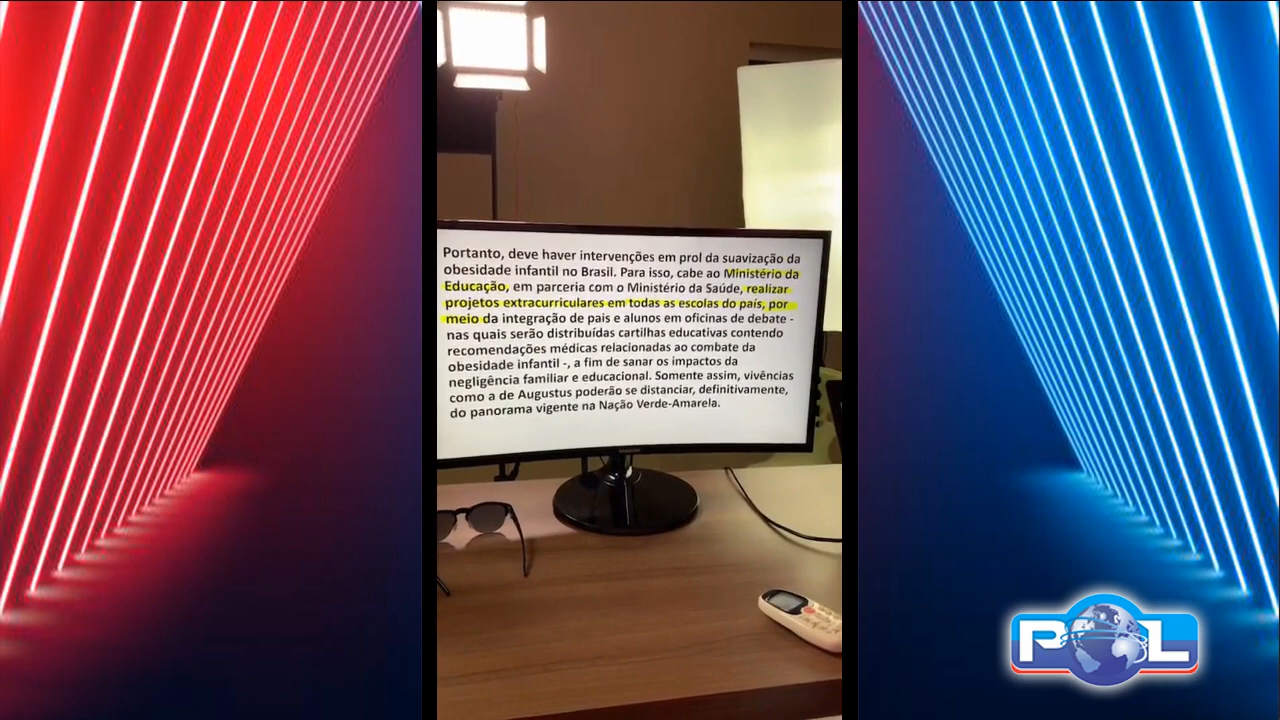 Portanto, deve haver intervenções em prol da suavização da
obesidade infantil no Brasil. Para isso, cabe ao Ministério da
Educação, em parceria com o Ministério da Saúde, realizar
projetos extracurriculares em todas as escolas do país, por
meio da integração de pais e alunos em oficinas de debate -
nas quais serão distribuídas cartilhas educativas contendo
recomendações médicas relacionadas ao combate da
obesidade infantil -, a fim de sanar os impactos da
negligência familiar e educacional. Somente assim, vivências
como a de Augustus poderão se distanciar, definitivamente,
do panorama vigente na Nação Verde-Amarela.
POL